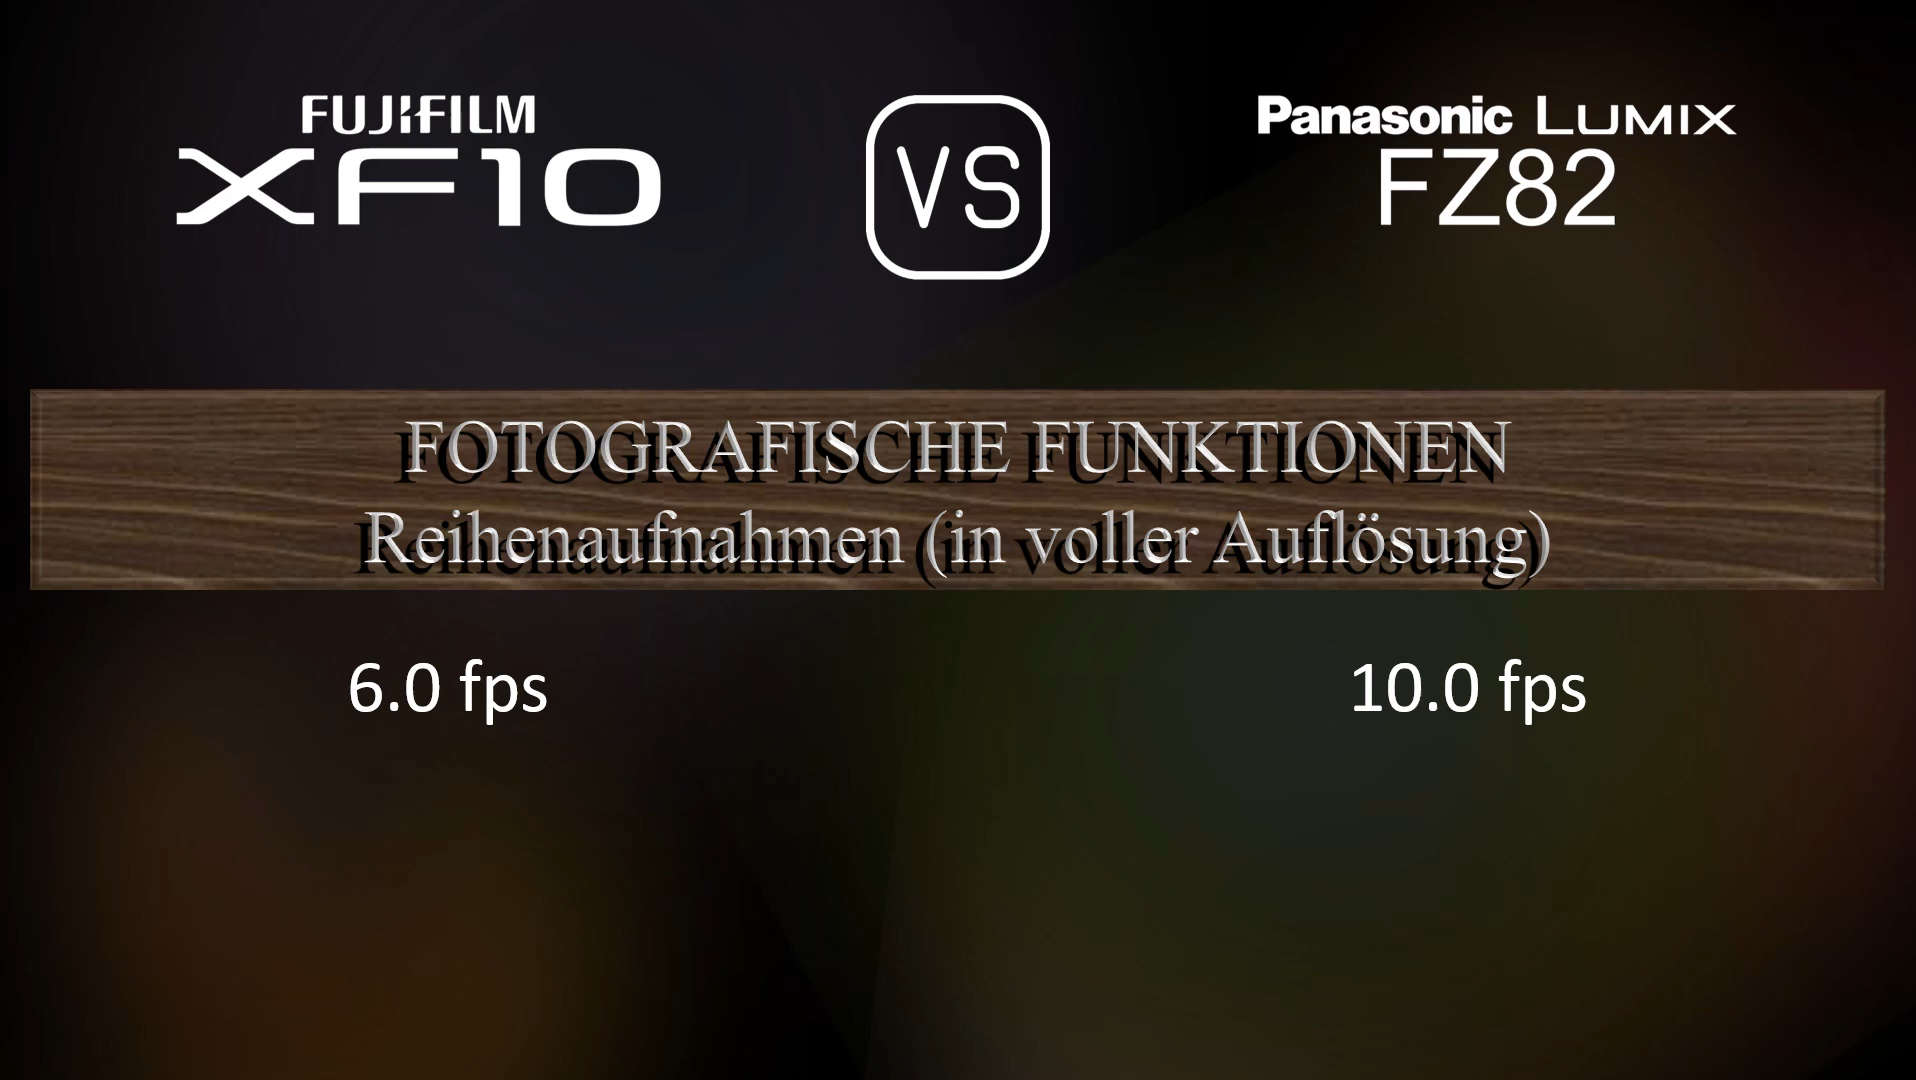 FUJIFILM
XF10
VS
Panasonic LUMIX
FZ82
FOTOGRAFISCHE FUNKTIONEN
Reihenaufnahmen (in voller Auflösung)
6.0 fps
10.0 fps